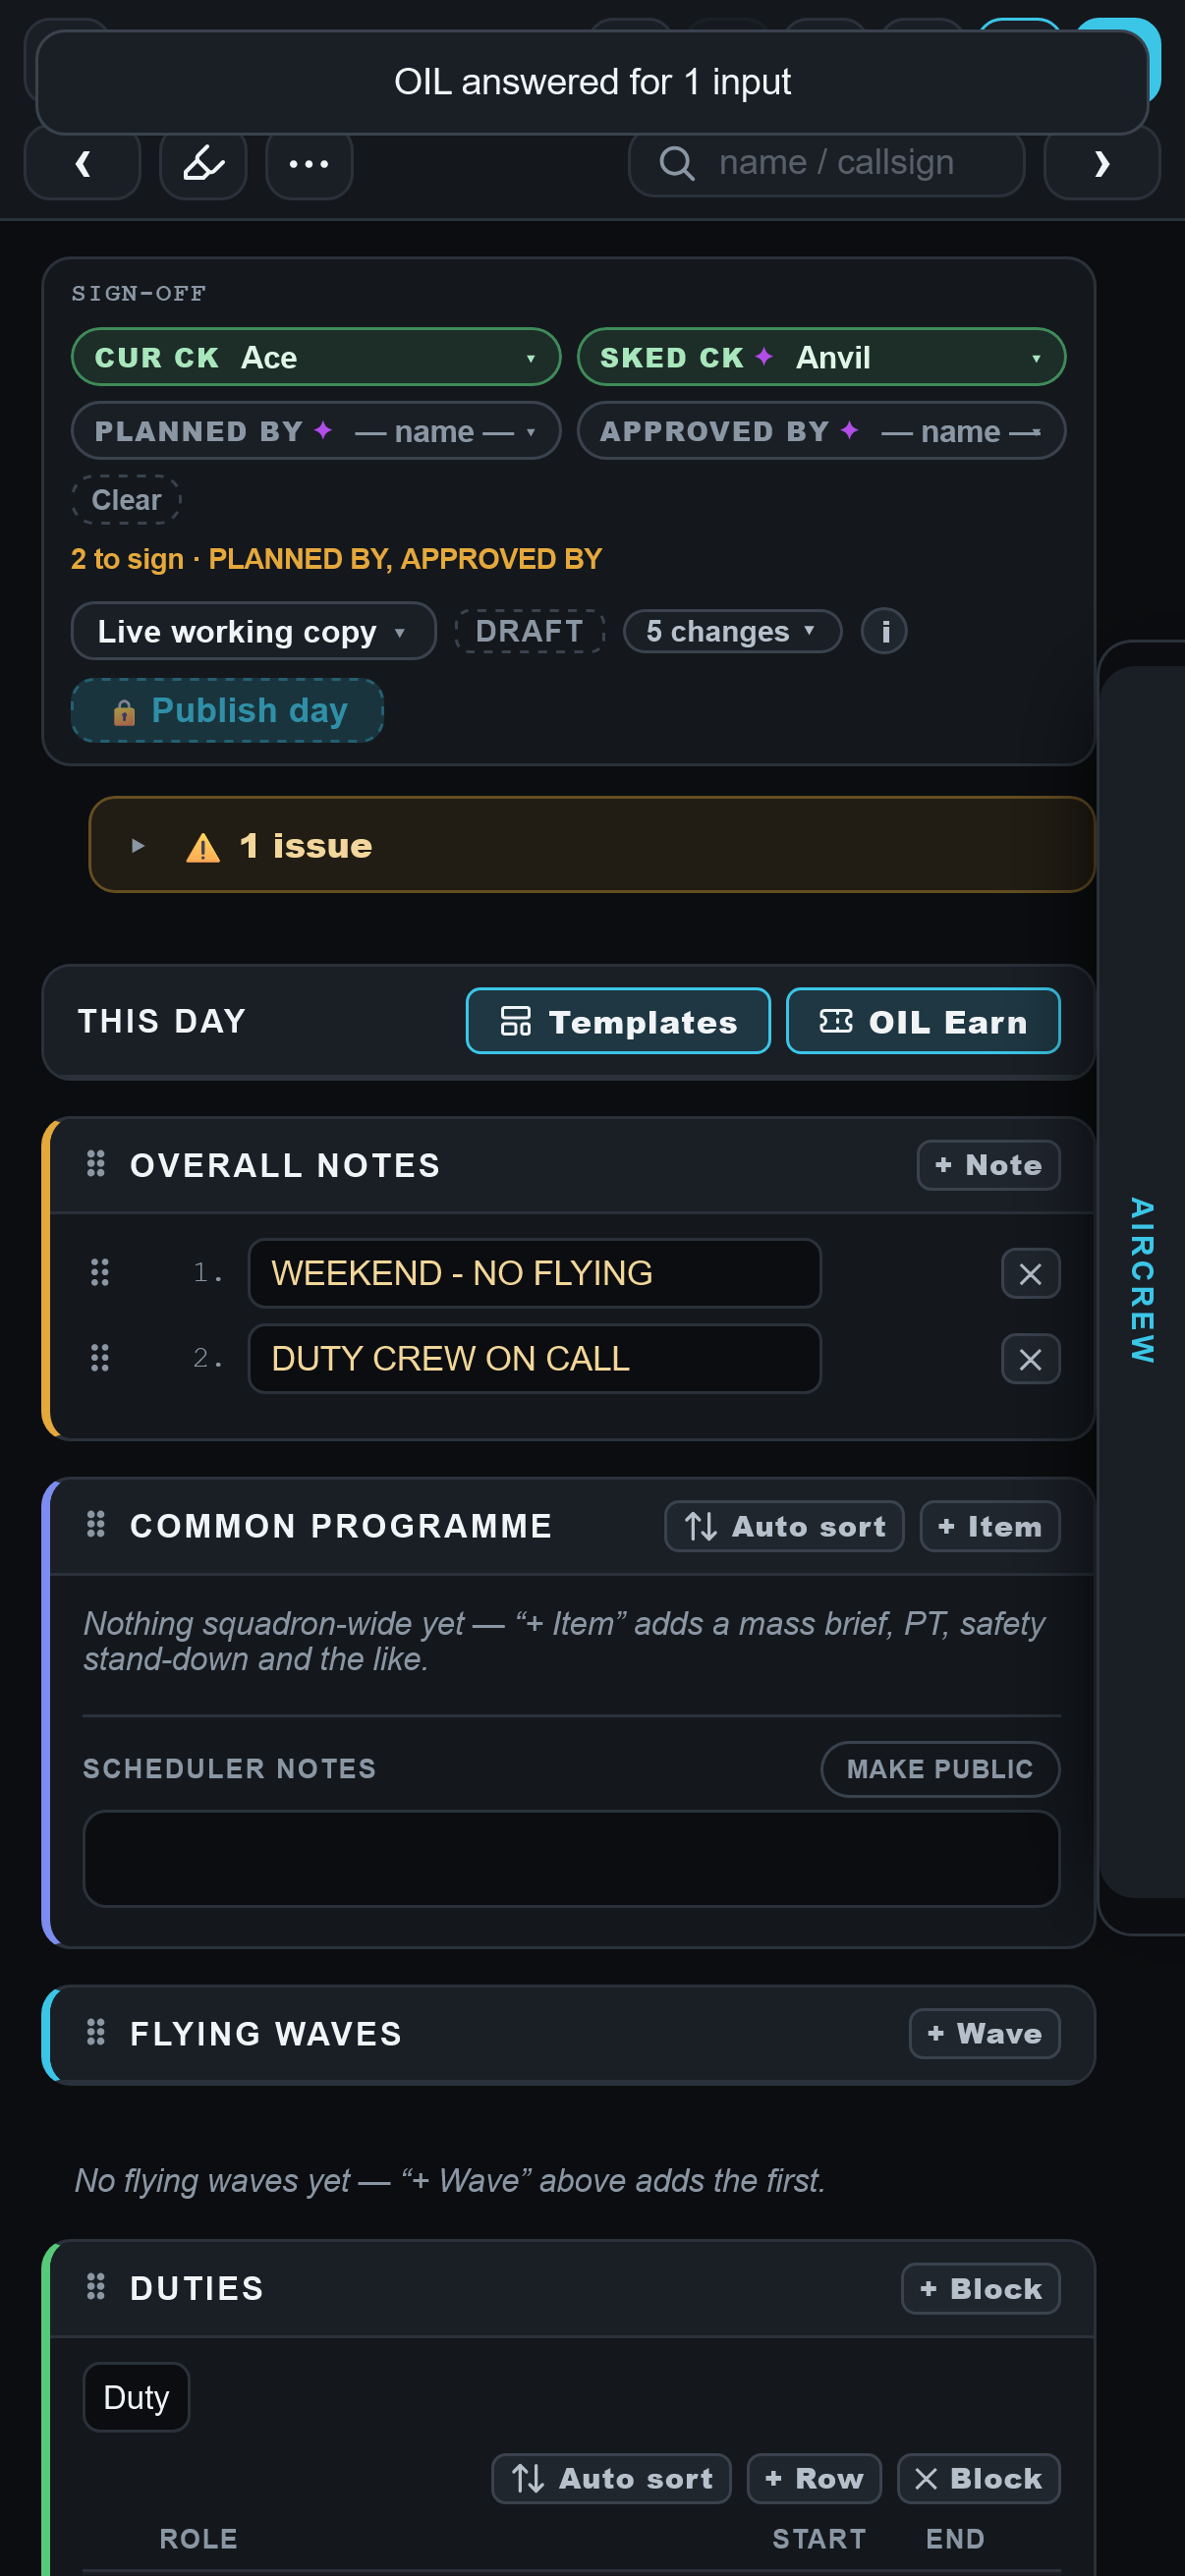 OIL answered for 1 input
name / callsign
SIGN-OFF
CUR CK Ace
SKED CK Anvil
PLANNED BY — name —
APPROVED BY — name —
Clear
2 to sign · PLANNED BY, APPROVED BY
Live working copy
DRAFT
5 changes
i
Publish day
1 issue
THIS DAY
Templates
OIL Earn
AIRCREW
OVERALL NOTES
+ Note
1. WEEKEND - NO FLYING
2. DUTY CREW ON CALL
COMMON PROGRAMME
Auto sort
+ Item
Nothing squadron-wide yet — “+ Item” adds a mass brief, PT, safety
stand-down and the like.
SCHEDULER NOTES
MAKE PUBLIC
FLYING WAVES
+ Wave
No flying waves yet — “+ Wave” above adds the first.
DUTIES
+ Block
Duty
Auto sort
+ Row
× Block
ROLE START END